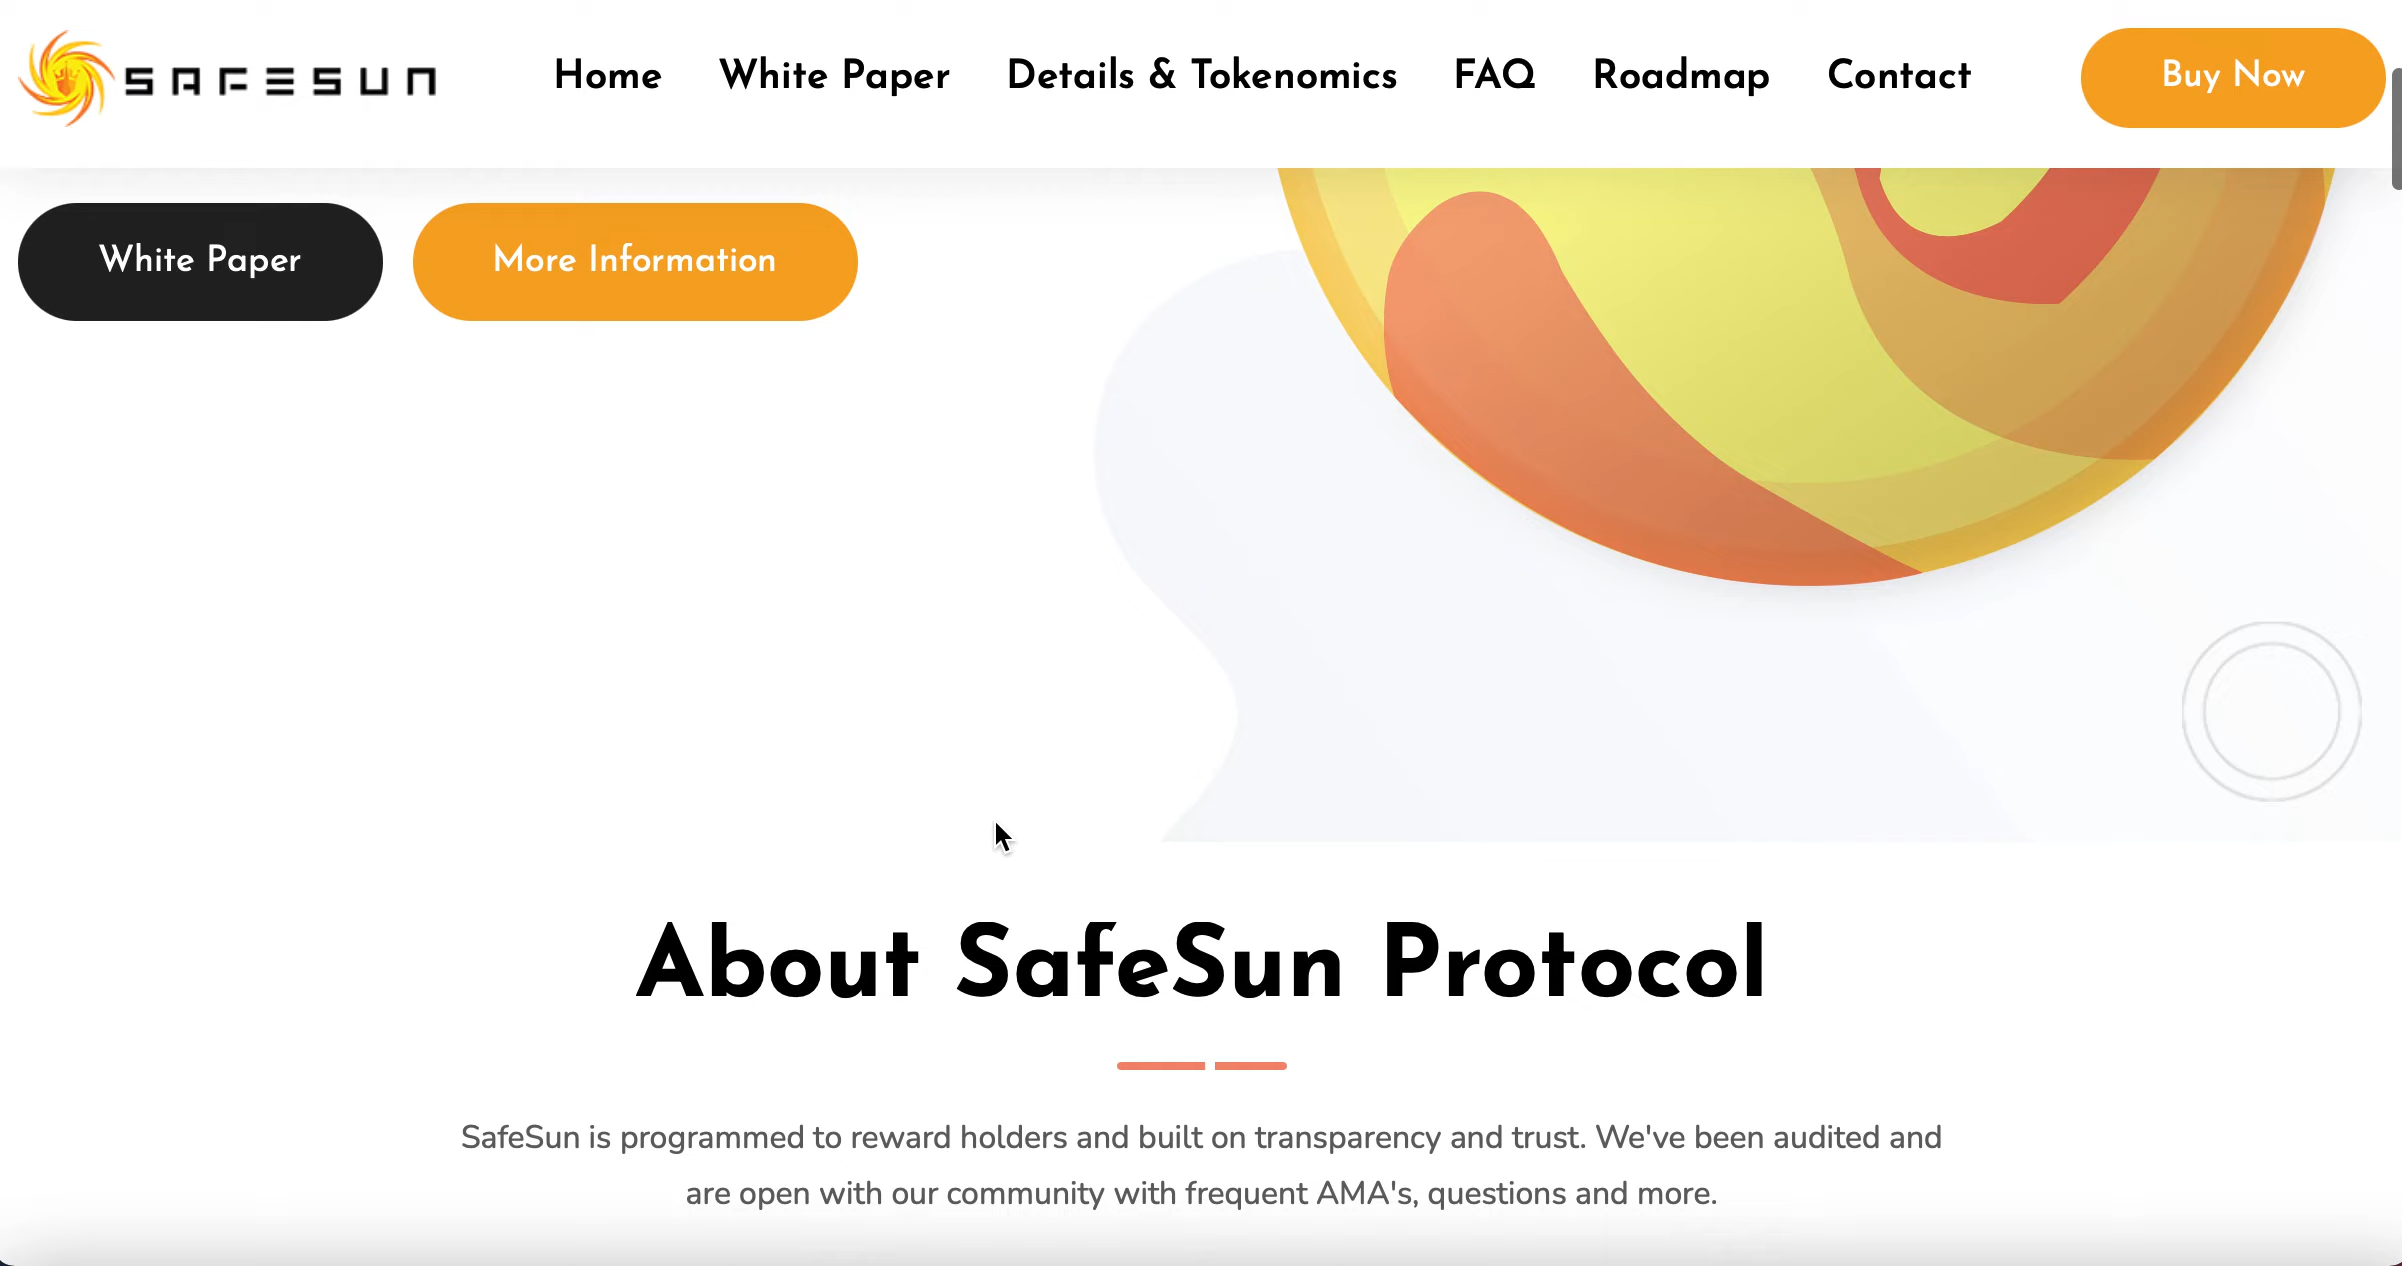 SAFESUN
Home White Paper Details & Tokenomics FAQ Roadmap Contact Buy Now
White Paper More Information
About SafeSun Protocol
SafeSun is programmed to reward holders and built on transparency and trust. We've been audited and
are open with our community with frequent AMA's, questions and more.